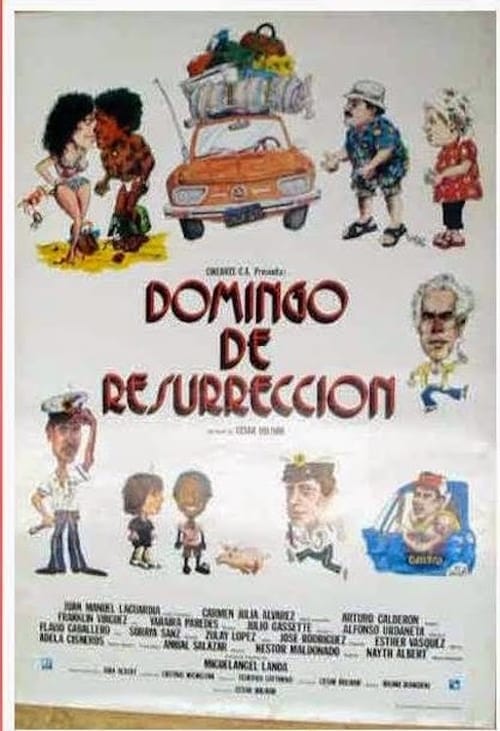 CINEARTE C.A. Presenta:
DOMINGO
DE
RESURRECCION
CESAR BOLIVAR
JUAN MANUEL LAGUARDIA CARMEN JULIA ALVAREZ ARTURO CALDERON
FRANKLIN VIRGUEZ YARAIRA PAREDES JULIO GASSETTE ALFONSO URDANETA
FLAVIO CABALLERO SORAYA SANZ ZULAY LOPEZ JOSE RODRIGUEZ ESTHER VASQUEZ
ADELA CISNEROS ANIBAL SALAZAR NESTOR MALDONADO NAYTH ALBERT
MIGUELANGEL LANDA
CESAR BOLIVAR
CESAR BOLIVAR